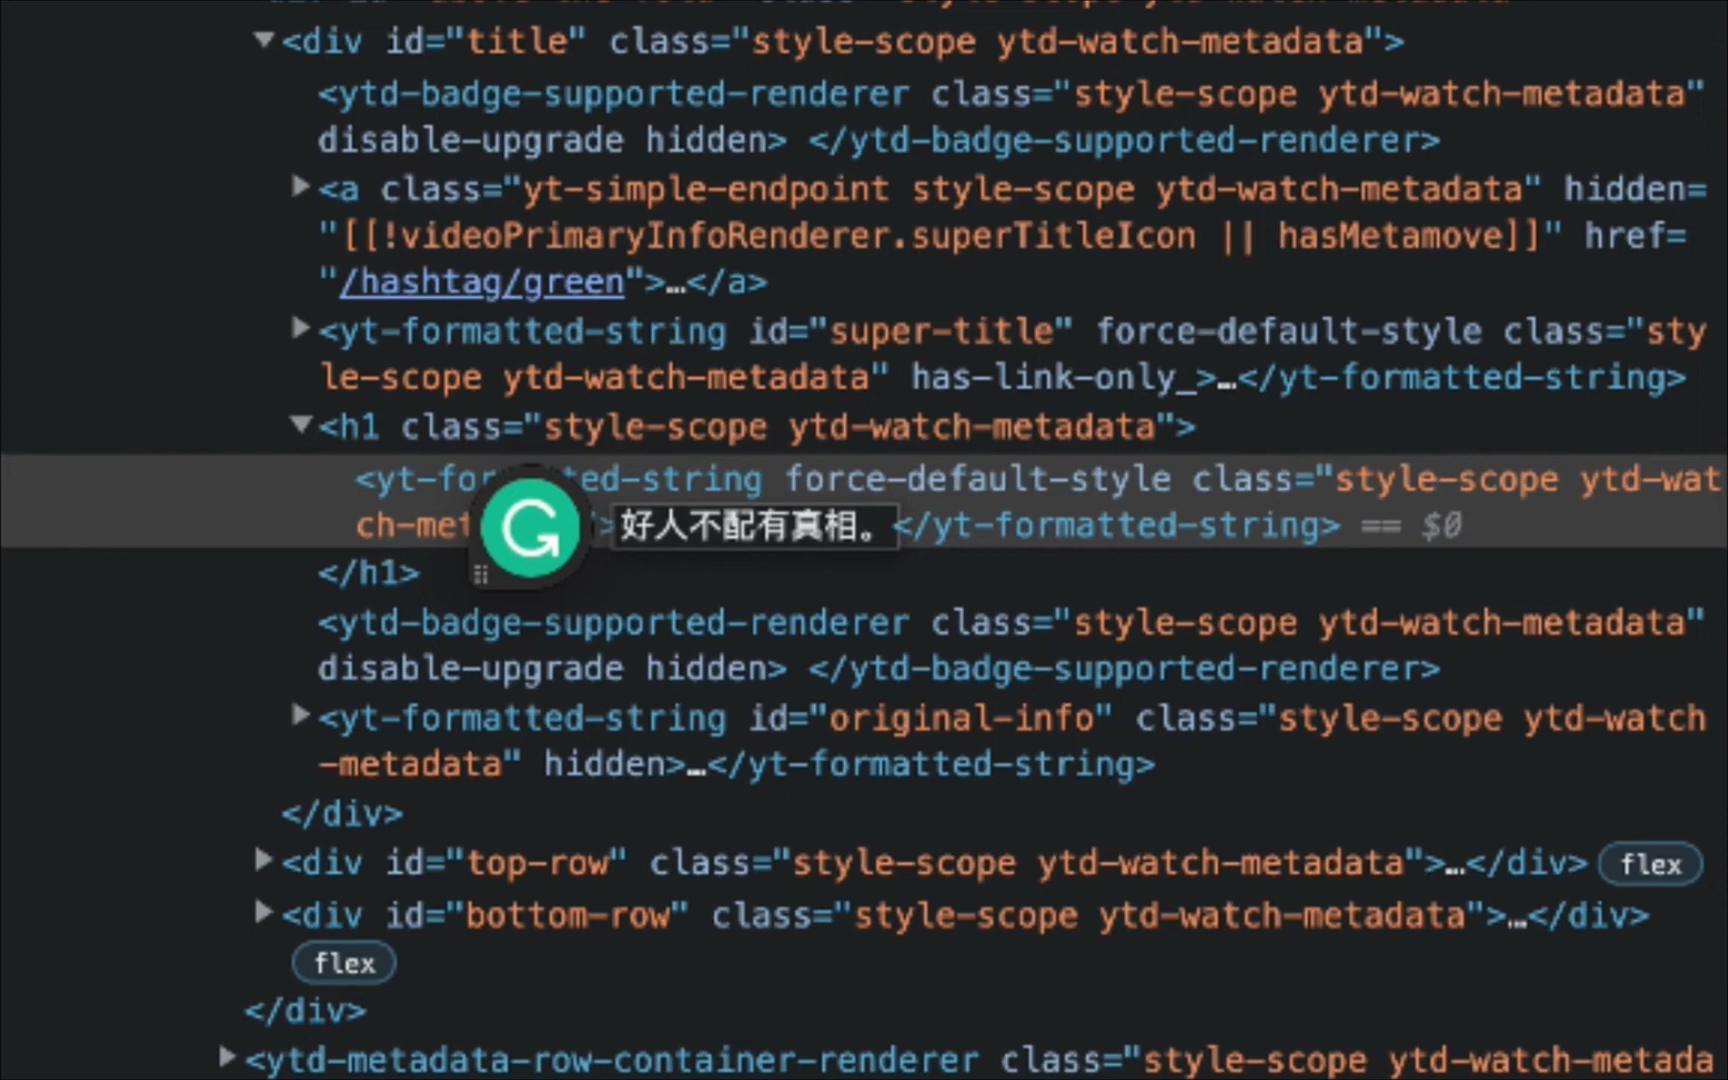 <div id="title" class="style-scope ytd-watch-metadata">
<ytd-badge-supported-renderer class="style-scope ytd-watch-metadata"
disable-upgrade hidden> </ytd-badge-supported-renderer>
<a class="yt-simple-endpoint style-scope ytd-watch-metadata" hidden=
"[[!videoPrimaryInfoRenderer.superTitleIcon || hasMetamove]]" href=
"/hashtag/green">…</a>
<yt-formatted-string id="super-title" force-default-style class="sty
le-scope ytd-watch-metadata" has-link-only_>…</yt-formatted-string>
<h1 class="style-scope ytd-watch-metadata">
<yt-for ted-string force-default-style class="style-scope ytd-wat
ch-met >好人不配有真相。</yt-formatted-string> == $0
</h1>
<ytd-badge-supported-renderer class="style-scope ytd-watch-metadata"
disable-upgrade hidden> </ytd-badge-supported-renderer>
<yt-formatted-string id="original-info" class="style-scope ytd-watch
-metadata" hidden>…</yt-formatted-string>
</div>
<div id="top-row" class="style-scope ytd-watch-metadata">…</div> flex
<div id="bottom-row" class="style-scope ytd-watch-metadata">…</div>
flex
</div>
<ytd-metadata-row-container-renderer class="style-scope ytd-watch-metada